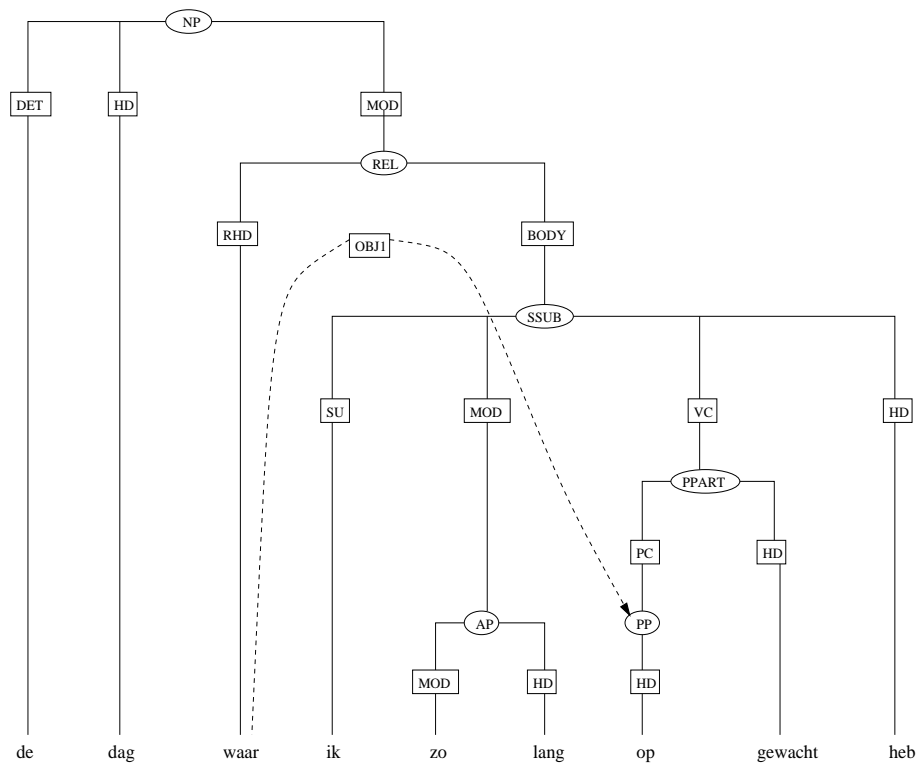 NP
DET HD MOD
REL
RHD OBJ1 BODY
SSUB
SU MOD VC HD
PPART
PC HD
AP PP
MOD HD HD
de dag waar ik zo lang op gewacht heb